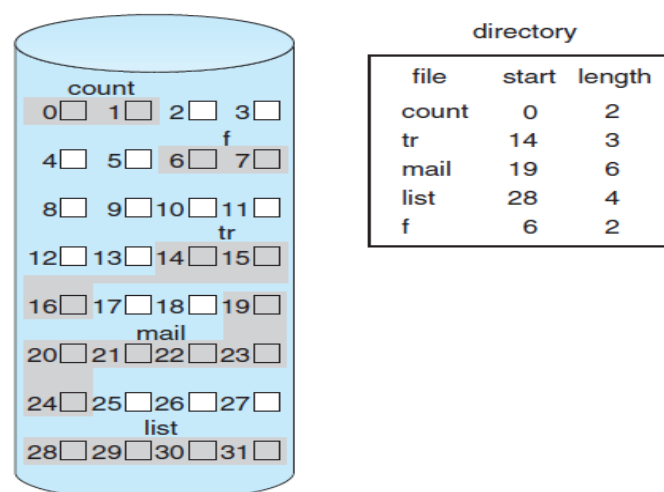 count
0 1 2 3
f
4 5 6 7
8 9 10 11
tr
12 13 14 15
16 17 18 19
mail
20 21 22 23
24 25 26 27
list
28 29 30 31
directory
file start length
count 0 2
tr 14 3
mail 19 6
list 28 4
f 6 2